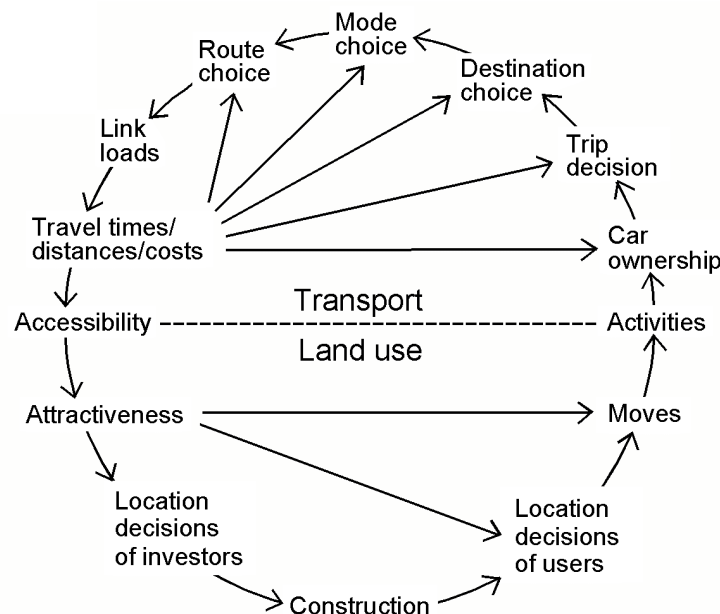 Mode
choice
Route
choice
Destination
choice
Link
loads
Trip
decision
Travel times/
distances/costs
Car
ownership
Transport
Accessibility
Activities
Land use
Attractiveness
Moves
Location
decisions
of investors
Location
decisions
of users
Construction